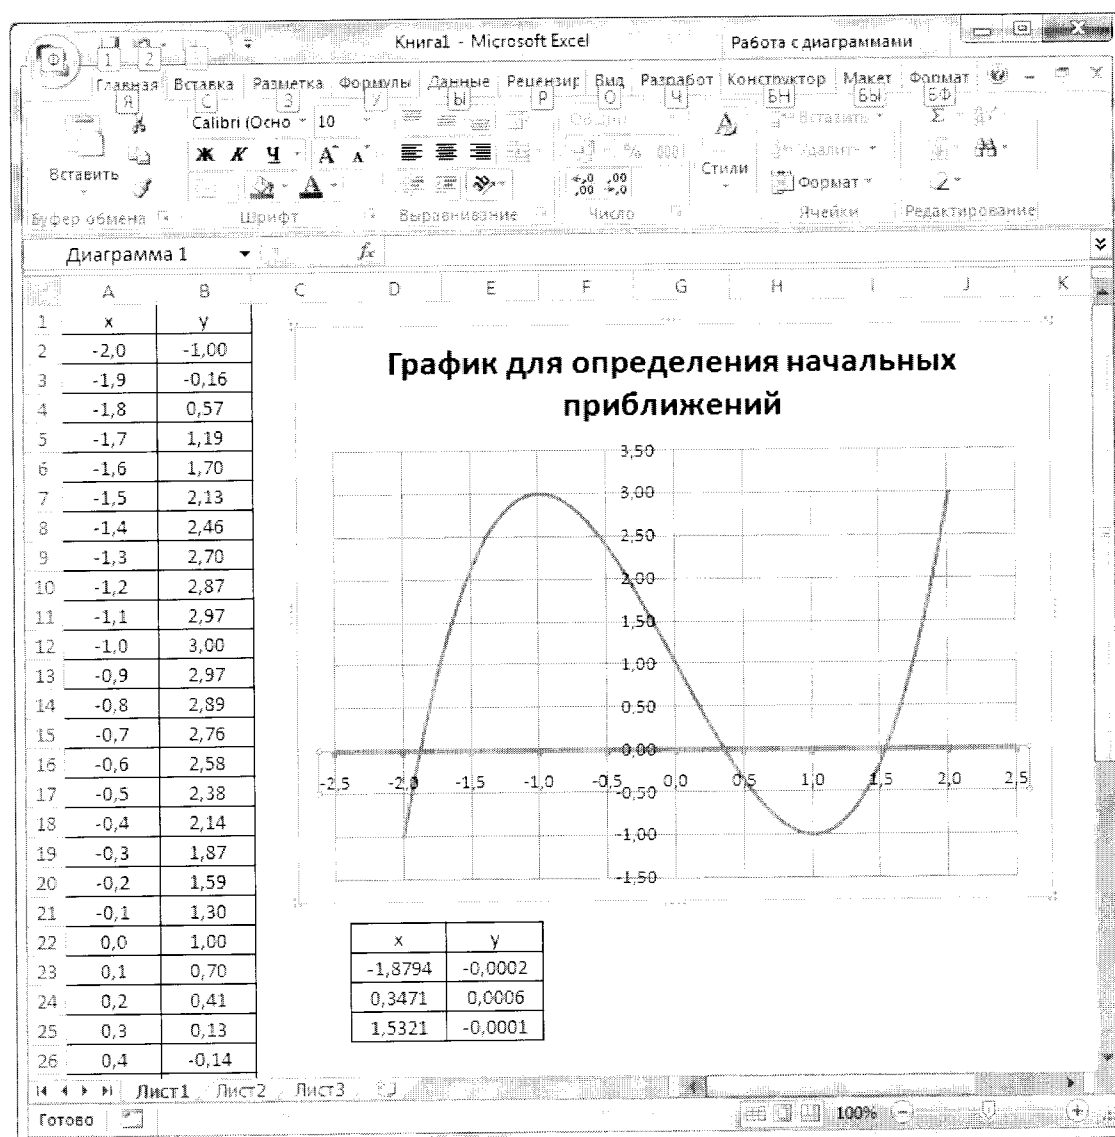 Книга1 - Microsoft Excel Работа с диаграммами
Ф 1 2
Главная Вставка Разметка Формулы Данные Рецензир Вид Разработ Конструктор Макет Формат
Я С З У Ы Р О Ч БН БЫ БФ
Calibri (Осно 10 Общий Вставить Σ
Вставить Ж К Ч А А % 000 Стили Удалить
,00 ,00 Формат
Буфер обмена Шрифт Выравнивание Число Ячейки Редактирование
Диаграмма 1 fx
A B C D E F G H I J K
1 x y
2 -2,0 -1,00
3 -1,9 -0,16
4 -1,8 0,57
5 -1,7 1,19
6 -1,6 1,70
7 -1,5 2,13
8 -1,4 2,46
9 -1,3 2,70
10 -1,2 2,87
11 -1,1 2,97
12 -1,0 3,00
13 -0,9 2,97
14 -0,8 2,89
15 -0,7 2,76
16 -0,6 2,58
17 -0,5 2,38
18 -0,4 2,14
19 -0,3 1,87
20 -0,2 1,59
21 -0,1 1,30
22 0,0 1,00
23 0,1 0,70
24 0,2 0,41
25 0,3 0,13
26 0,4 -0,14
График для определения начальных
приближений
3,50
3,00
2,50
2,00
1,50
1,00
0,50
0,00
-2,5 -2,0 -1,5 -1,0 -0,5 0,0 0,5 1,0 1,5 2,0 2,5
-0,50
-1,00
-1,50
x y
-1,8794 -0,0002
0,3471 0,0006
1,5321 -0,0001
Лист1 Лист2 Лист3
Готово 100%